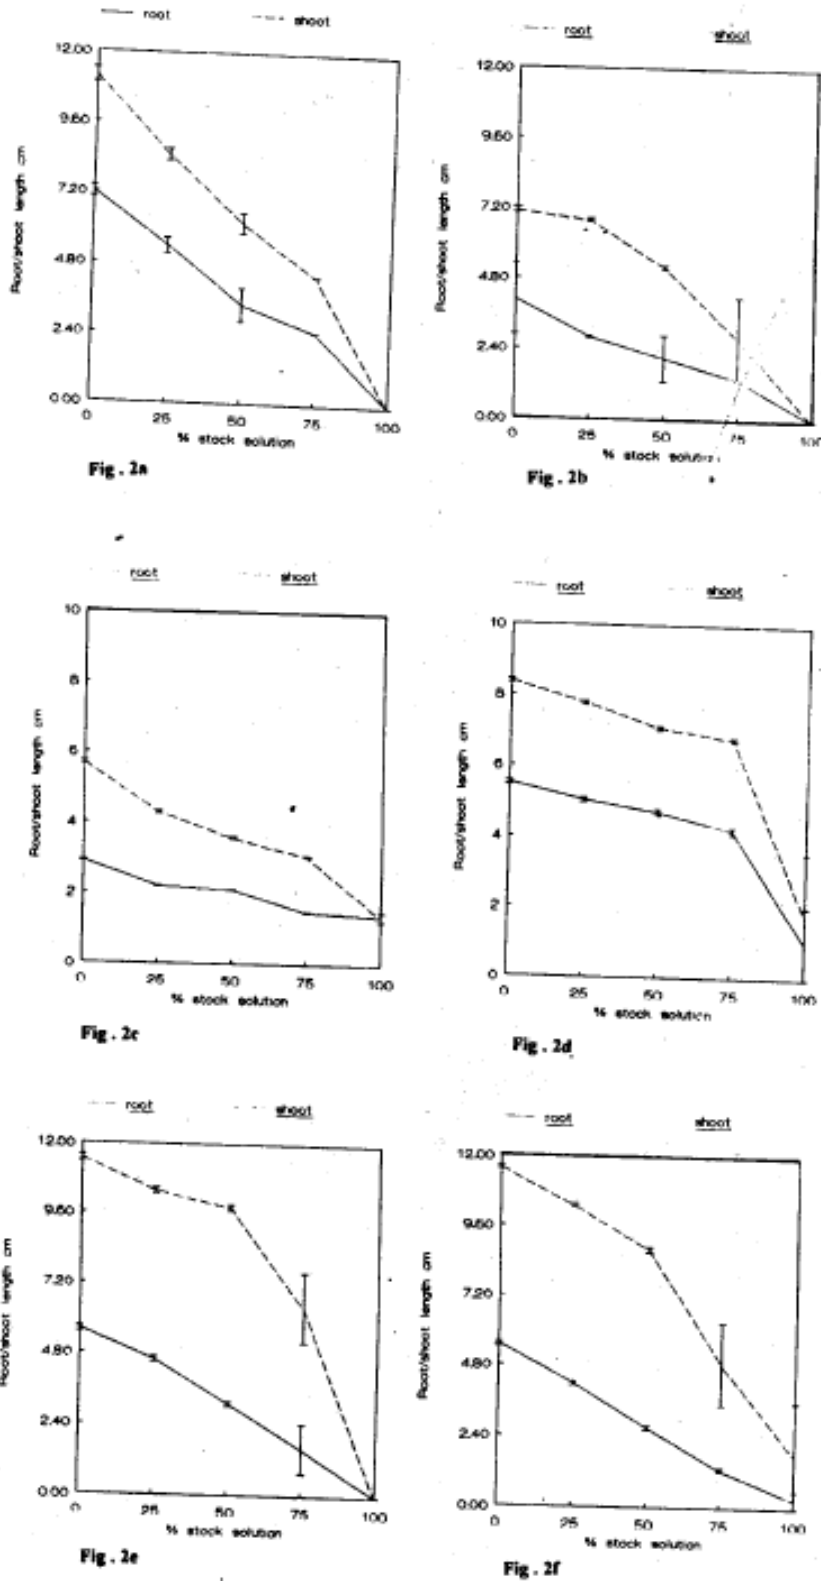 root shoot
12.00
9.60
7.20
4.80
2.40
0.00
Root/shoot length cm
0 25 50 75 100
% stock solution
Fig. 2a
root shoot
12.00
9.60
7.20
4.80
2.40
0.00
Root/shoot length cm
0 25 50 75 100
% stock solution
Fig. 2b
root shoot
10
8
6
4
2
0
Root/shoot length cm
0 25 50 75 100
% stock solution
Fig. 2c
root shoot
10
8
6
4
2
0
Root/shoot length cm
0 25 50 75 100
% stock solution
Fig. 2d
root shoot
12.00
9.60
7.20
4.80
2.40
0.00
Root/shoot length cm
0 25 50 75 100
% stock solution
Fig. 2e
root shoot
12.00
9.60
7.20
4.80
2.40
0.00
Root/shoot length cm
0 25 50 75 100
% stock solution
Fig. 2f